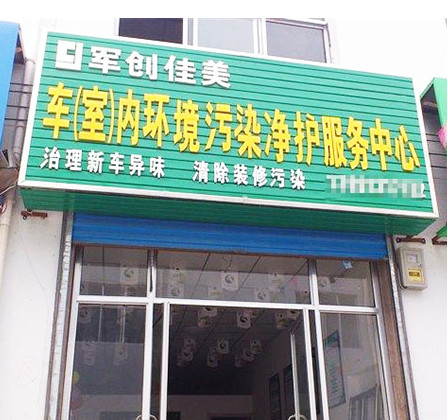 军创佳美
车(室)内环境污染净护服务中心
治理新车异味 清除装修污染